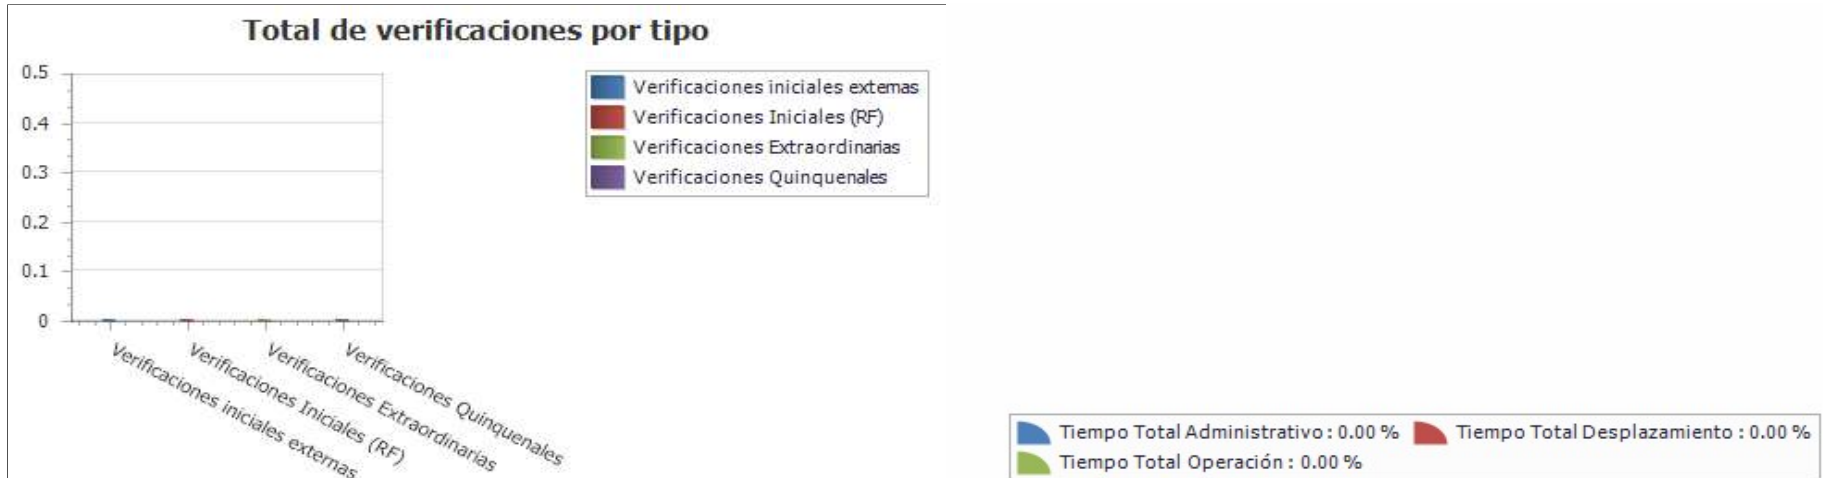 Total de verificaciones por tipo
0.5
0.4
0.3
0.2
0.1
0
Verificaciones iniciales externas
Verificaciones Iniciales (RF)
Verificaciones Extraordinarias
Verificaciones Quinquenales
Verificaciones iniciales externas
Verificaciones Iniciales (RF)
Verificaciones Extraordinarias
Verificaciones Quinquenales
Tiempo Total Administrativo : 0.00 % Tiempo Total Desplazamiento : 0.00 %
Tiempo Total Operación : 0.00 %